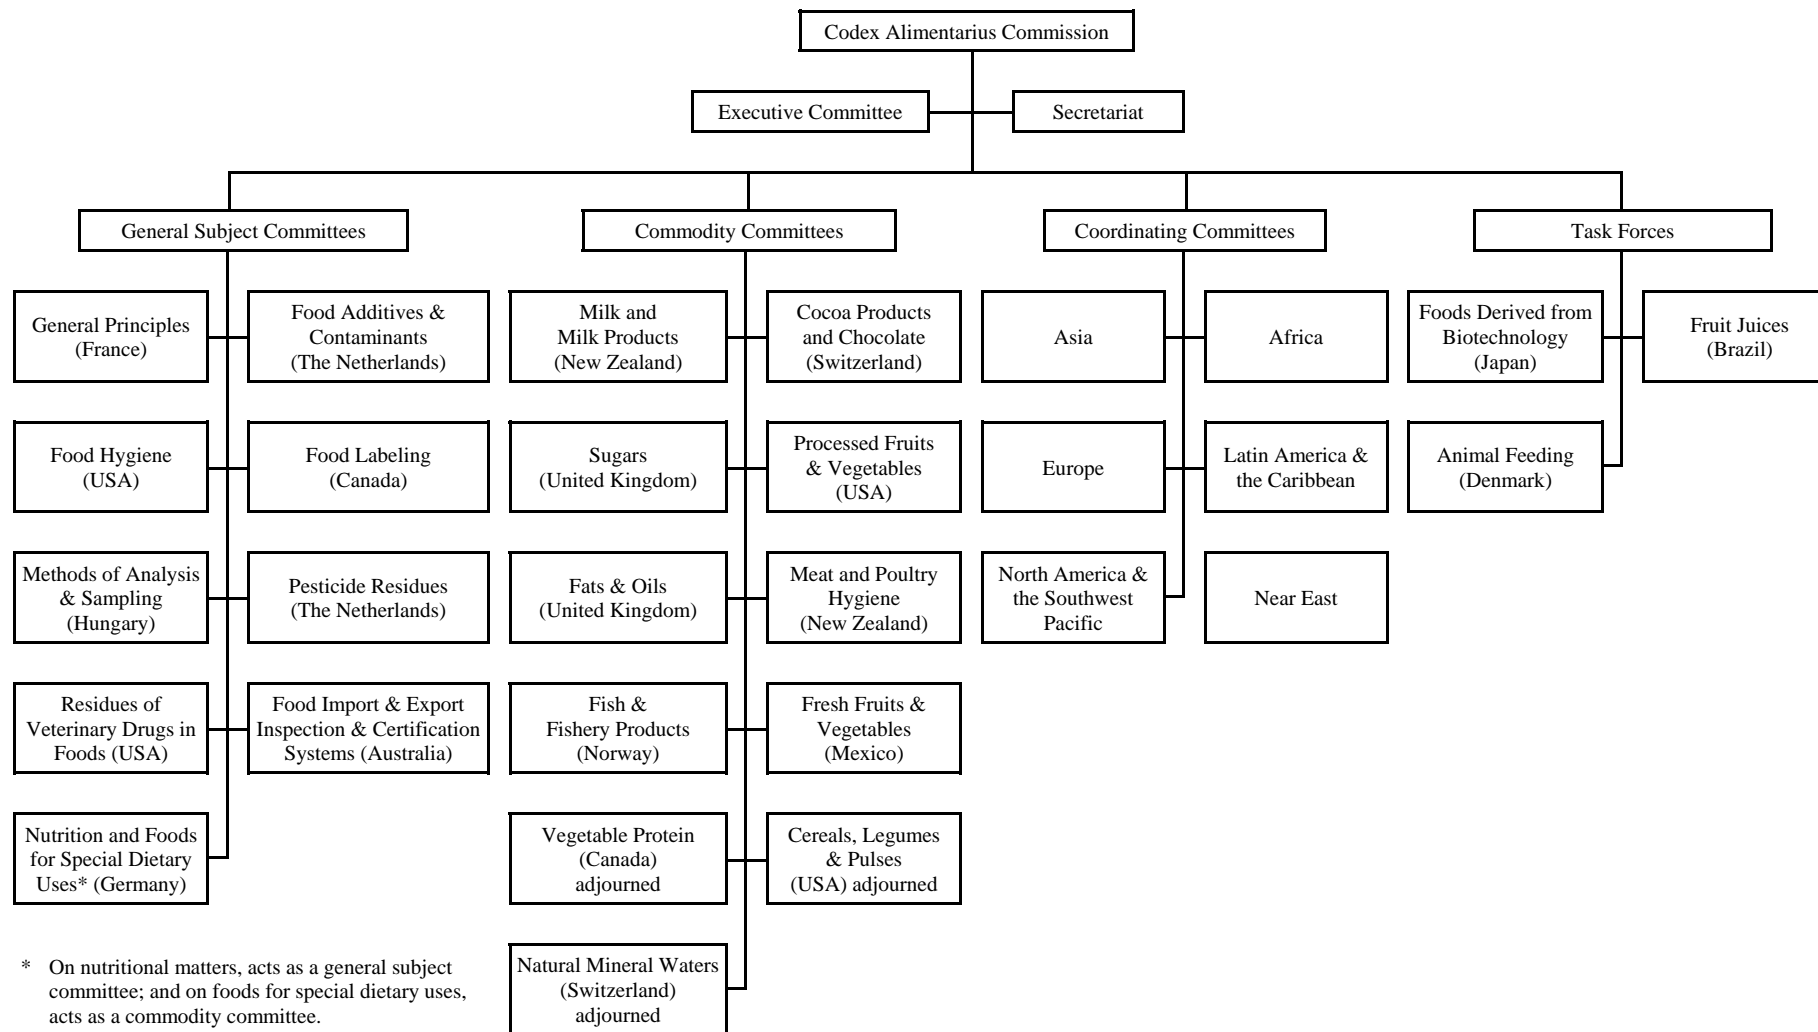 Codex Alimentarius Commission
Executive Committee
Secretariat
General Subject Committees
Commodity Committees
Coordinating Committees
Task Forces
General Principles
(France)
Food Additives &
Contaminants
(The Netherlands)
Milk and
Milk Products
(New Zealand)
Cocoa Products
and Chocolate
(Switzerland)
Asia
Africa
Foods Derived from
Biotechnology
(Japan)
Fruit Juices
(Brazil)
Food Hygiene
(USA)
Food Labeling
(Canada)
Sugars
(United Kingdom)
Processed Fruits
& Vegetables
(USA)
Europe
Latin America &
the Caribbean
Animal Feeding
(Denmark)
Methods of Analysis
& Sampling
(Hungary)
Pesticide Residues
(The Netherlands)
Fats & Oils
(United Kingdom)
Meat and Poultry
Hygiene
(New Zealand)
North America &
the Southwest
Pacific
Near East
Residues of
Veterinary Drugs in
Foods (USA)
Food Import & Export
Inspection & Certification
Systems (Australia)
Fish &
Fishery Products
(Norway)
Fresh Fruits &
Vegetables
(Mexico)
Nutrition and Foods
for Special Dietary
Uses* (Germany)
Vegetable Protein
(Canada)
adjourned
Cereals, Legumes
& Pulses
(USA) adjourned
Natural Mineral Waters
(Switzerland)
adjourned
* On nutritional matters, acts as a general subject
committee; and on foods for special dietary uses,
acts as a commodity committee.